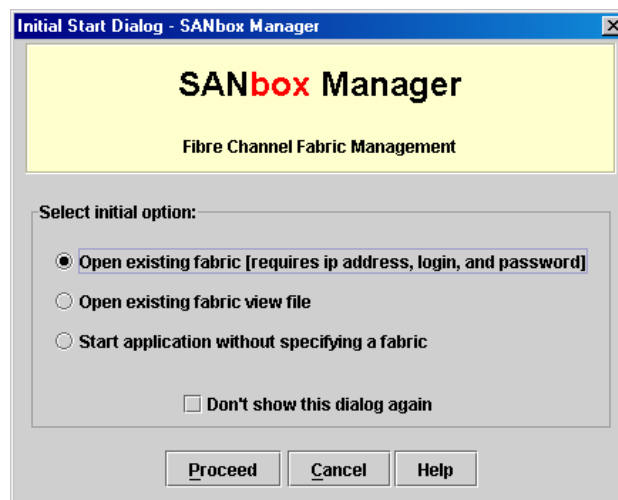 Initial Start Dialog - SANbox Manager
SANbox Manager
Fibre Channel Fabric Management
Select initial option:
Open existing fabric [requires ip address, login, and password]
Open existing fabric view file
Start application without specifying a fabric
Don't show this dialog again
Proceed Cancel Help